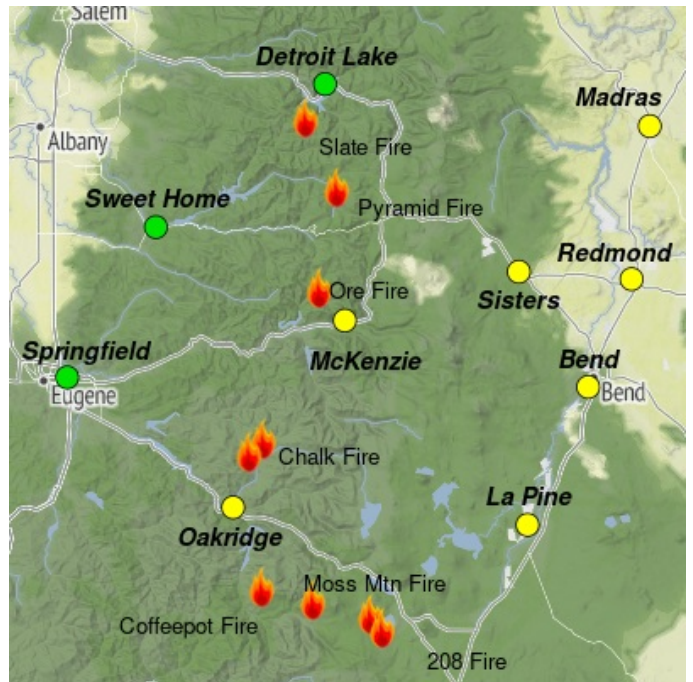 Salem
Detroit Lake
Madras
Albany
Slate Fire
Sweet Home
Pyramid Fire
Redmond
Ore Fire
Sisters
Springfield
McKenzie
Bend
Eugene
Bend
Chalk Fire
La Pine
Oakridge
Moss Mtn Fire
Coffeepot Fire
208 Fire